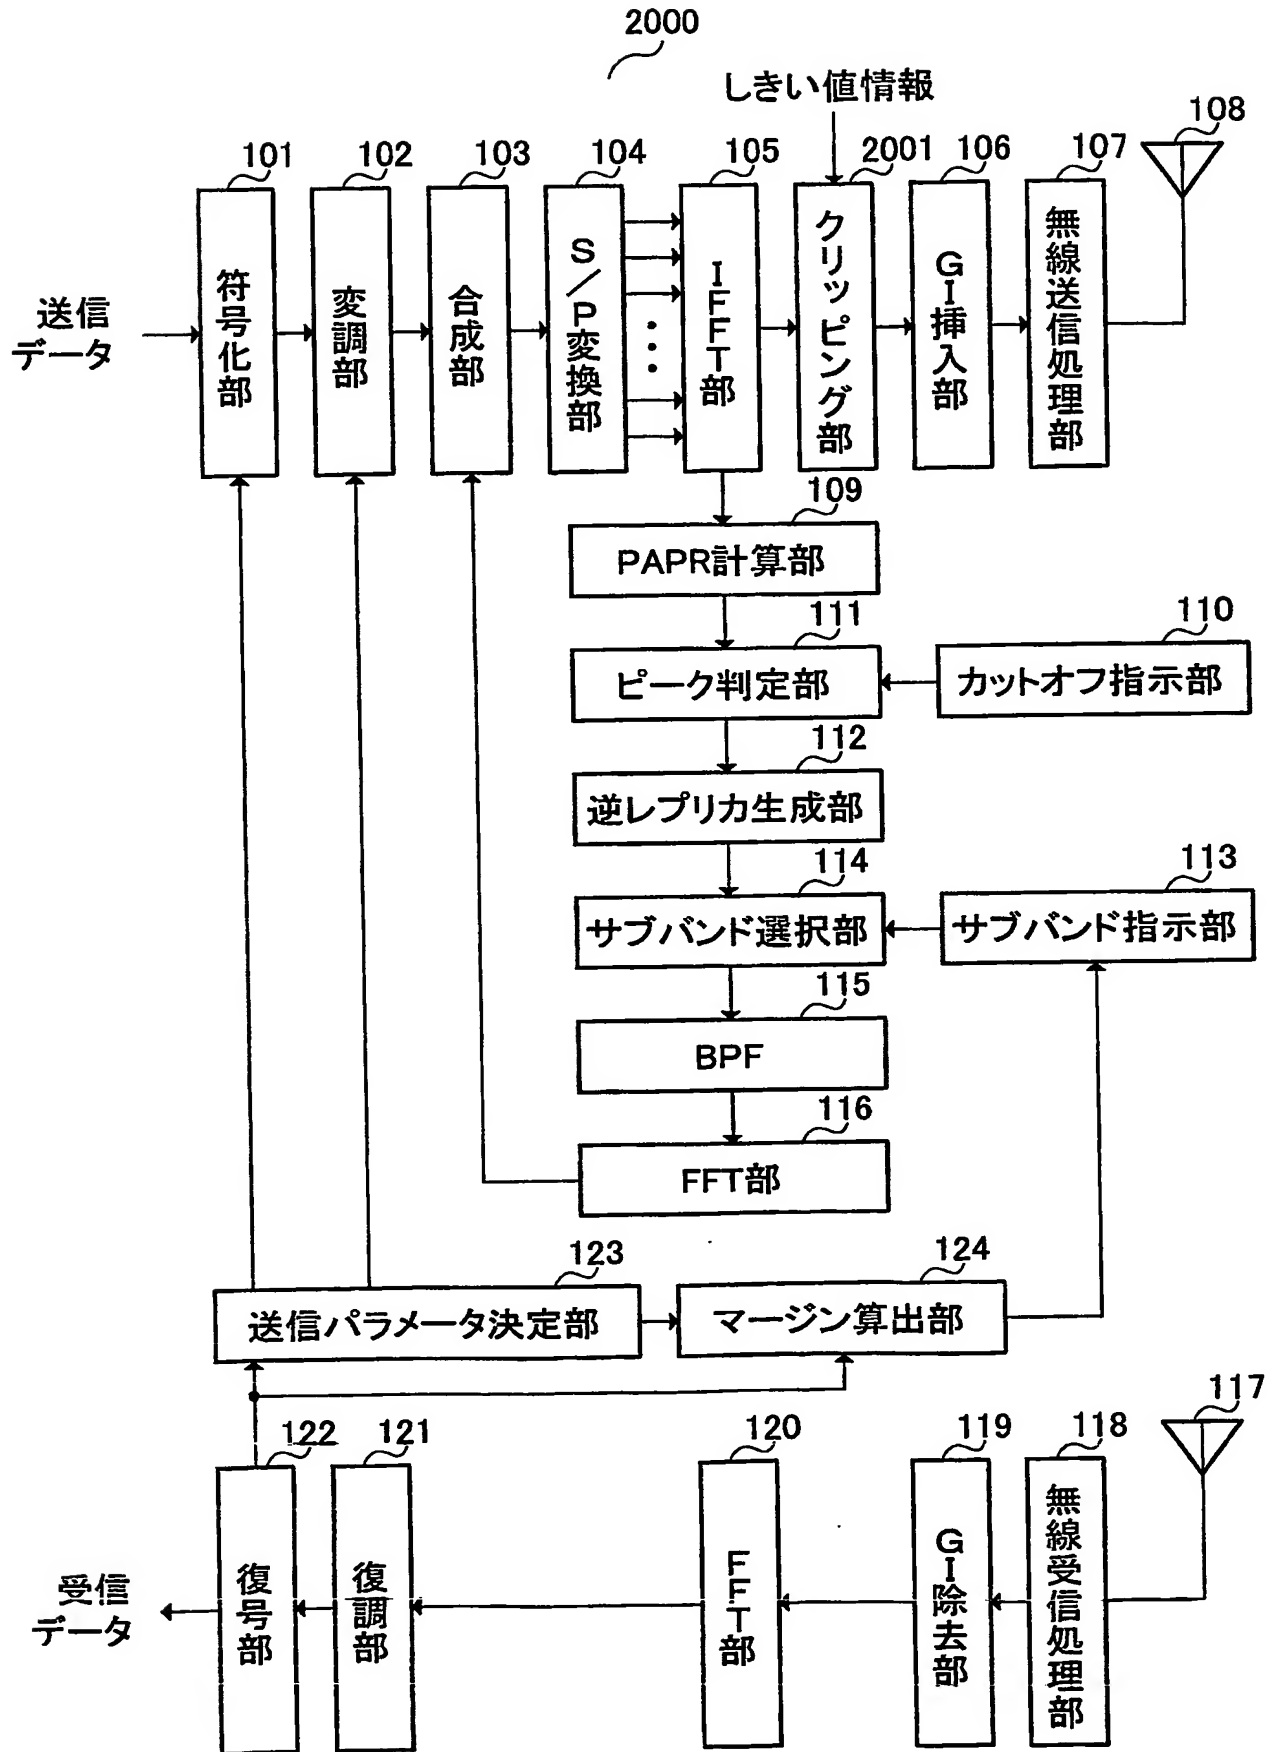 2000
しきい値情報
101
102
103
104
105
2001
106
107
108
送信
データ
符号化部
変調部
合成部
S/P変換部
IFFT部
クリッピング部
GI挿入部
無線送信処理部
109
PAPR計算部
111
ピーク判定部
110
カットオフ指示部
112
逆レプリカ生成部
114
サブバンド選択部
113
サブバンド指示部
115
BPF
116
FFT部
123
送信パラメータ決定部
124
マージン算出部
122
121
120
119
118
117
受信
データ
復号部
復調部
FFT部
GI除去部
無線受信処理部